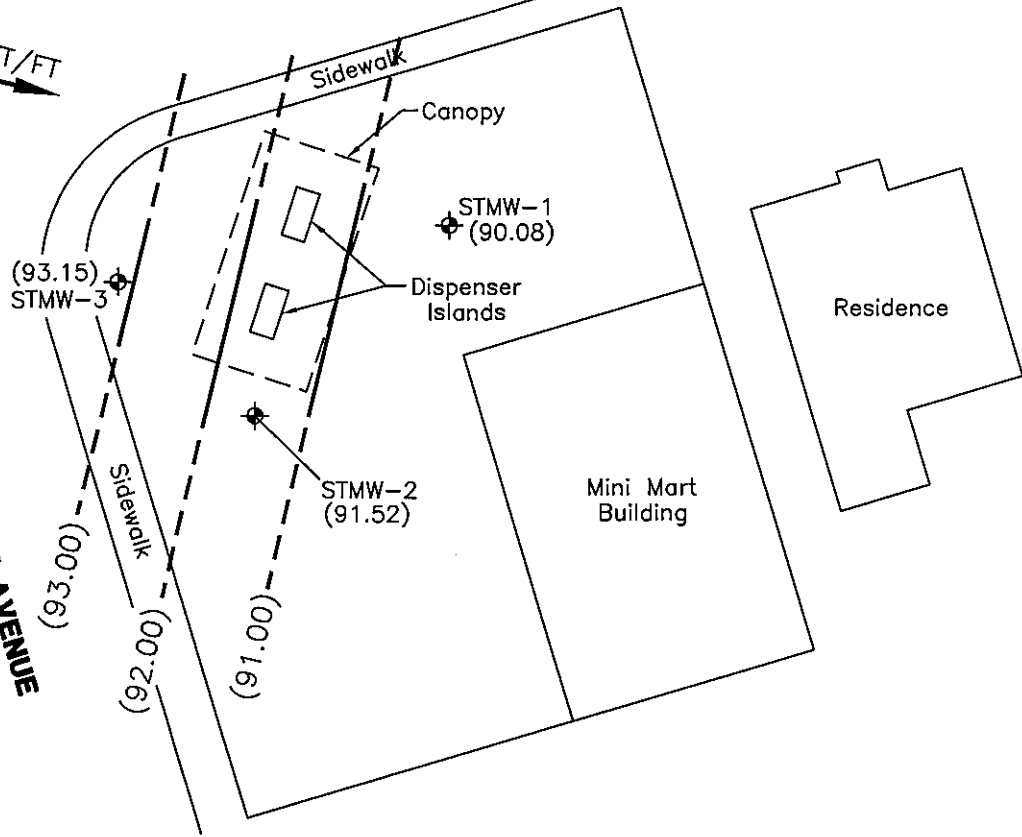 T/FT
Sidewalk
Canopy
STMW-1
(90.08)
(93.15)
STMW-3
Dispenser
Islands
Residence
STMW-2
(91.52)
Mini Mart
Building
Sidewalk
(93.00)
(92.00)
(91.00)
AVENUE